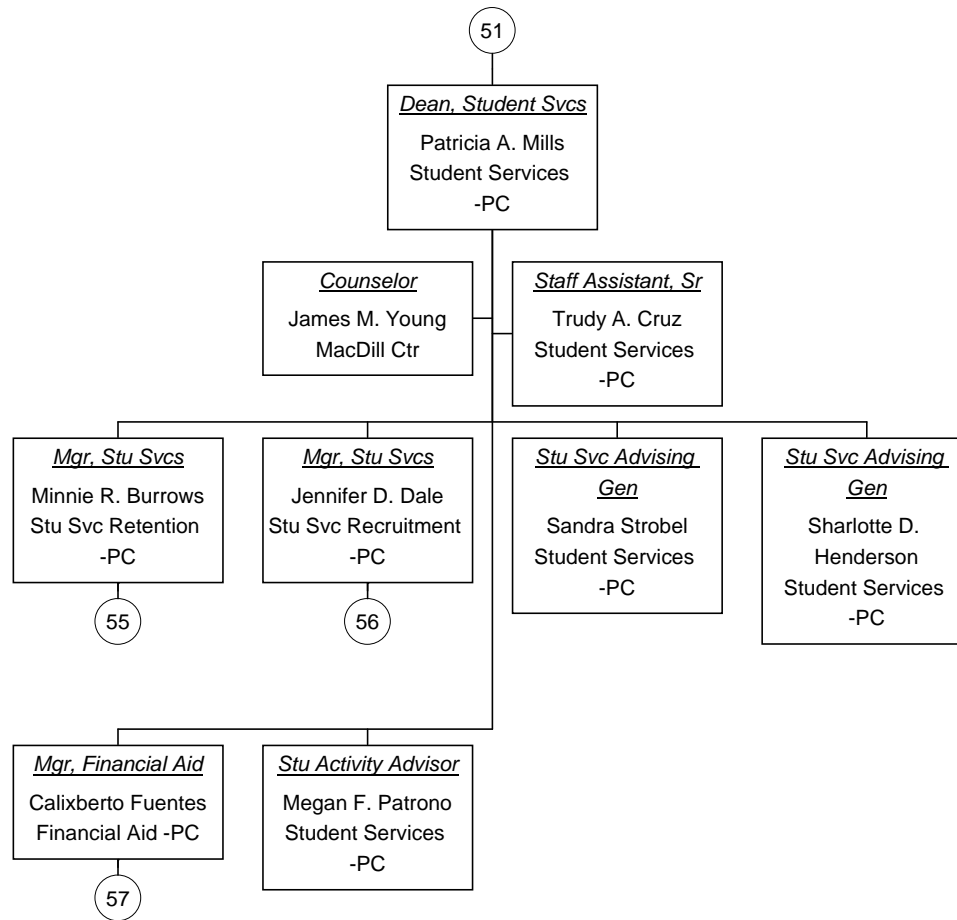 51
Dean, Student Svcs
Patricia A. Mills
Student Services
-PC
Counselor
James M. Young
MacDill Ctr
Staff Assistant, Sr
Trudy A. Cruz
Student Services
-PC
Mgr, Stu Svcs
Minnie R. Burrows
Stu Svc Retention
-PC
55
Mgr, Stu Svcs
Jennifer D. Dale
Stu Svc Recruitment
-PC
56
Stu Svc Advising
Gen
Sandra Strobel
Student Services
-PC
Stu Svc Advising
Gen
Sharlotte D.
Henderson
Student Services
-PC
Mgr, Financial Aid
Calixberto Fuentes
Financial Aid -PC
57
Stu Activity Advisor
Megan F. Patrono
Student Services
-PC